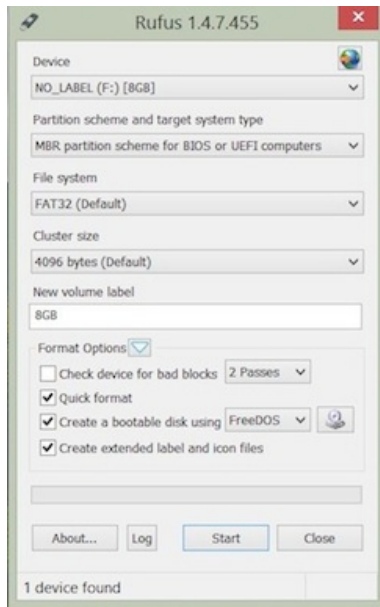 Rufus 1.4.7.455
Device
NO_LABEL (F:) [8GB]
Partition scheme and target system type
MBR partition scheme for BIOS or UEFI computers
File system
FAT32 (Default)
Cluster size
4096 bytes (Default)
New volume label
8GB
Format Options
Check device for bad blocks 2 Passes
Quick format
Create a bootable disk using FreeDOS
Create extended label and icon files
About... Log Start Close
1 device found